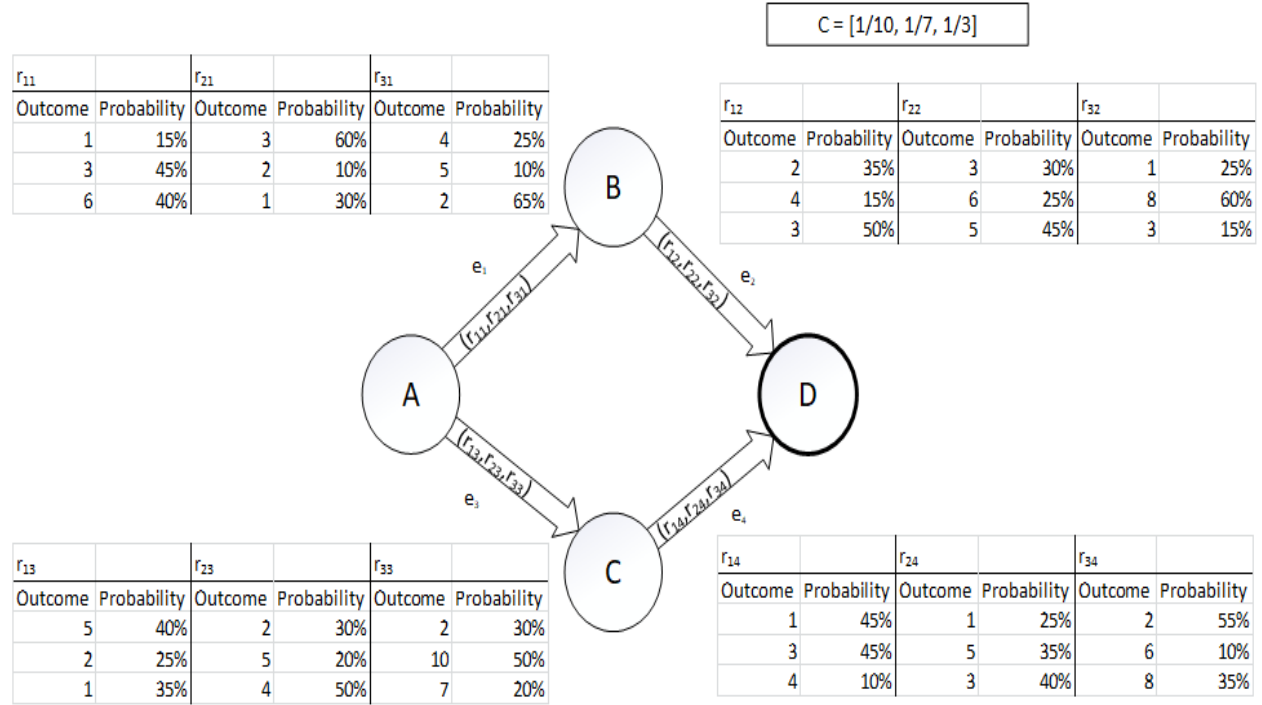 C = [1/10, 1/7, 1/3]
r11 r21 r31
Outcome Probability Outcome Probability Outcome Probability
1 15% 3 60% 4 25%
3 45% 2 10% 5 10%
6 40% 1 30% 2 65%
r12 r22 r32
Outcome Probability Outcome Probability Outcome Probability
2 35% 3 30% 1 25%
4 15% 6 25% 8 60%
3 50% 5 45% 3 15%
B
e1
(r11,r21,r31)
(r12,r22,r32)
e2
A
D
(r13,r23,r33)
e3
(r14,r24,r34)
e4
C
r13 r23 r33
Outcome Probability Outcome Probability Outcome Probability
5 40% 2 30% 2 30%
2 25% 5 20% 10 50%
1 35% 4 50% 7 20%
r14 r24 r34
Outcome Probability Outcome Probability Outcome Probability
1 45% 1 25% 2 55%
3 45% 5 35% 6 10%
4 10% 3 40% 8 35%